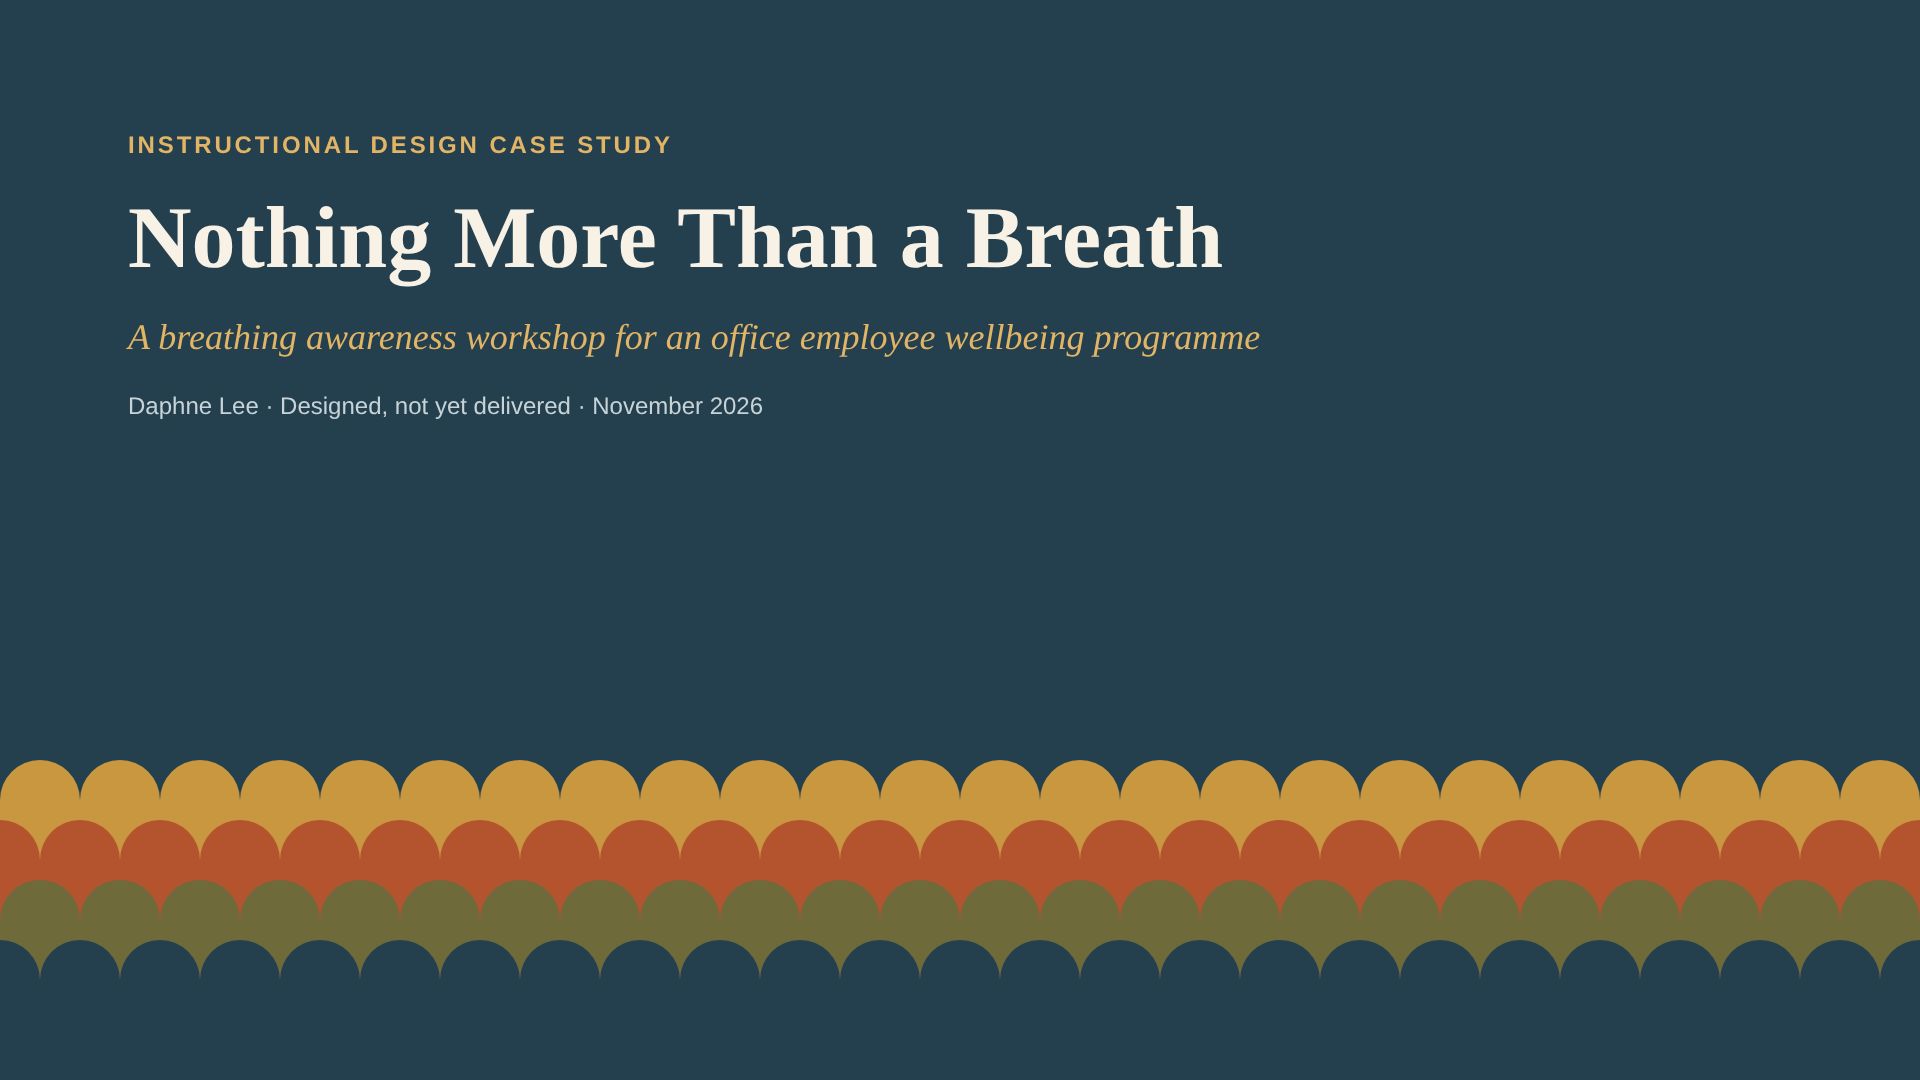 INSTRUCTIONAL DESIGN CASE STUDY
Nothing More Than a Breath
A breathing awareness workshop for an office employee wellbeing programme
Daphne Lee · Designed, not yet delivered · November 2026